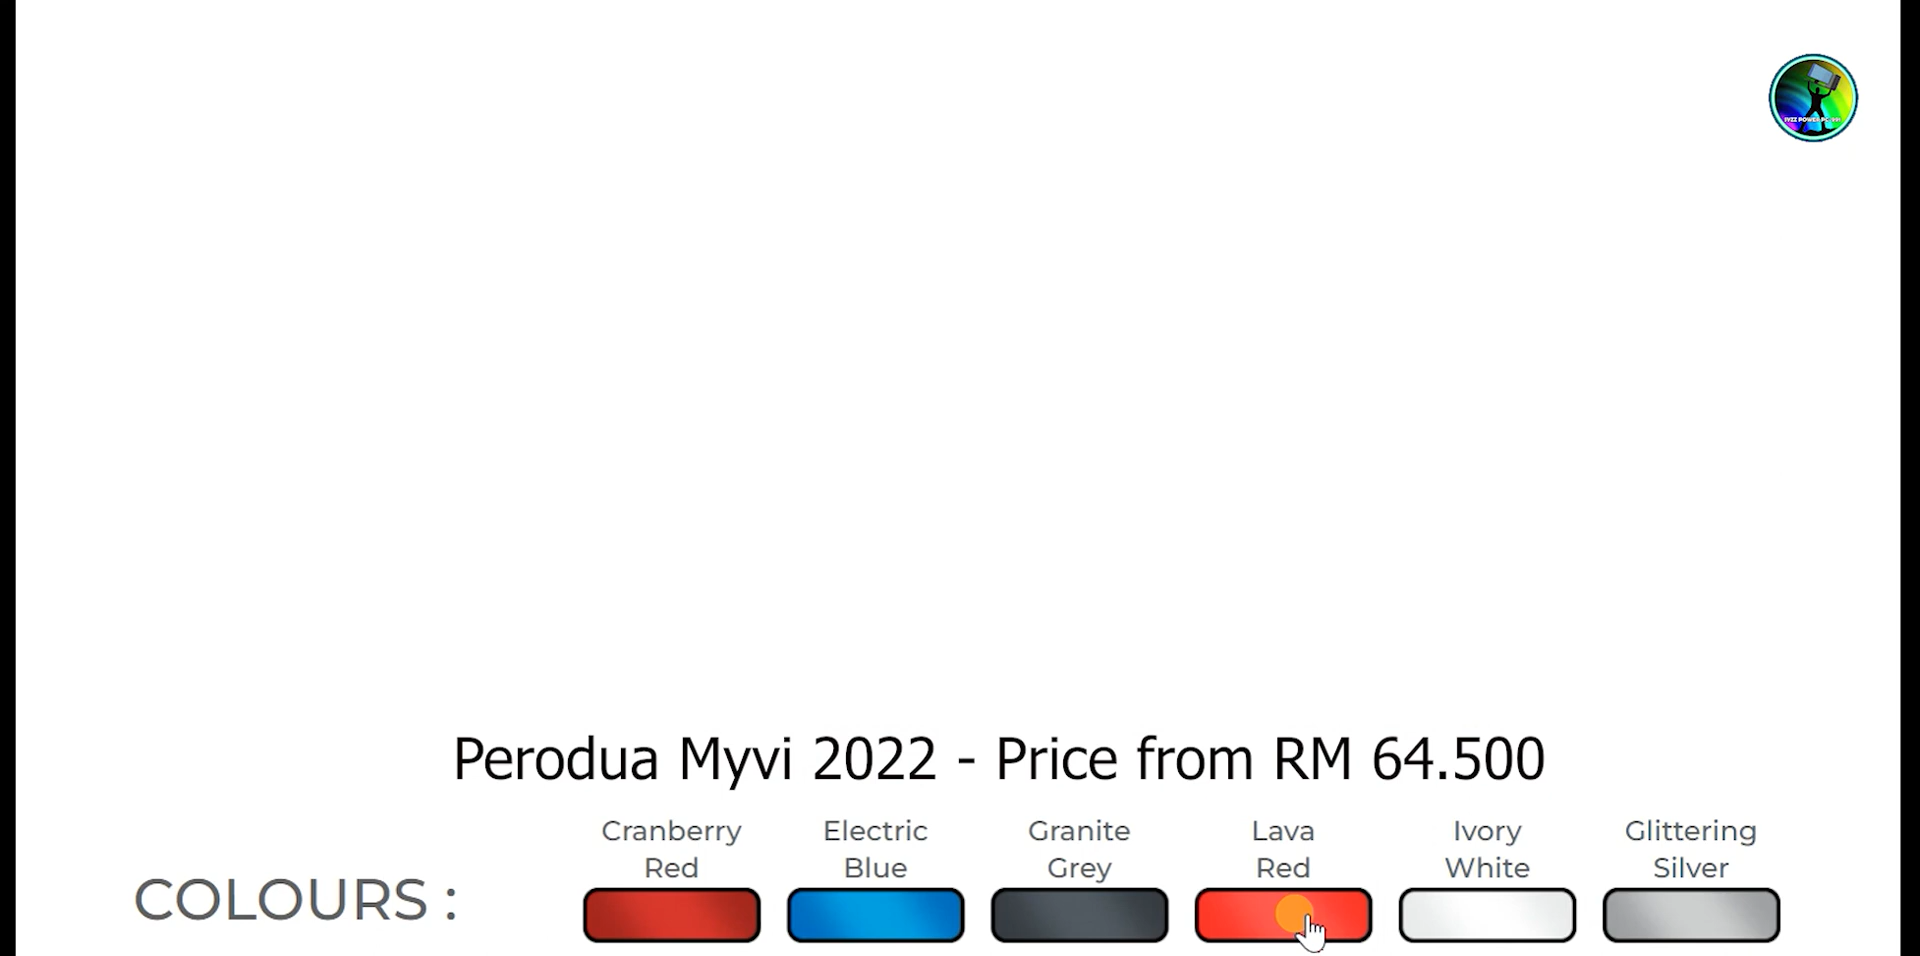 Perodua Myvi 2022 - Price from RM 64.500
COLOURS :
Cranberry
Red
Electric
Blue
Granite
Grey
Lava
Red
Ivory
White
Glittering
Silver